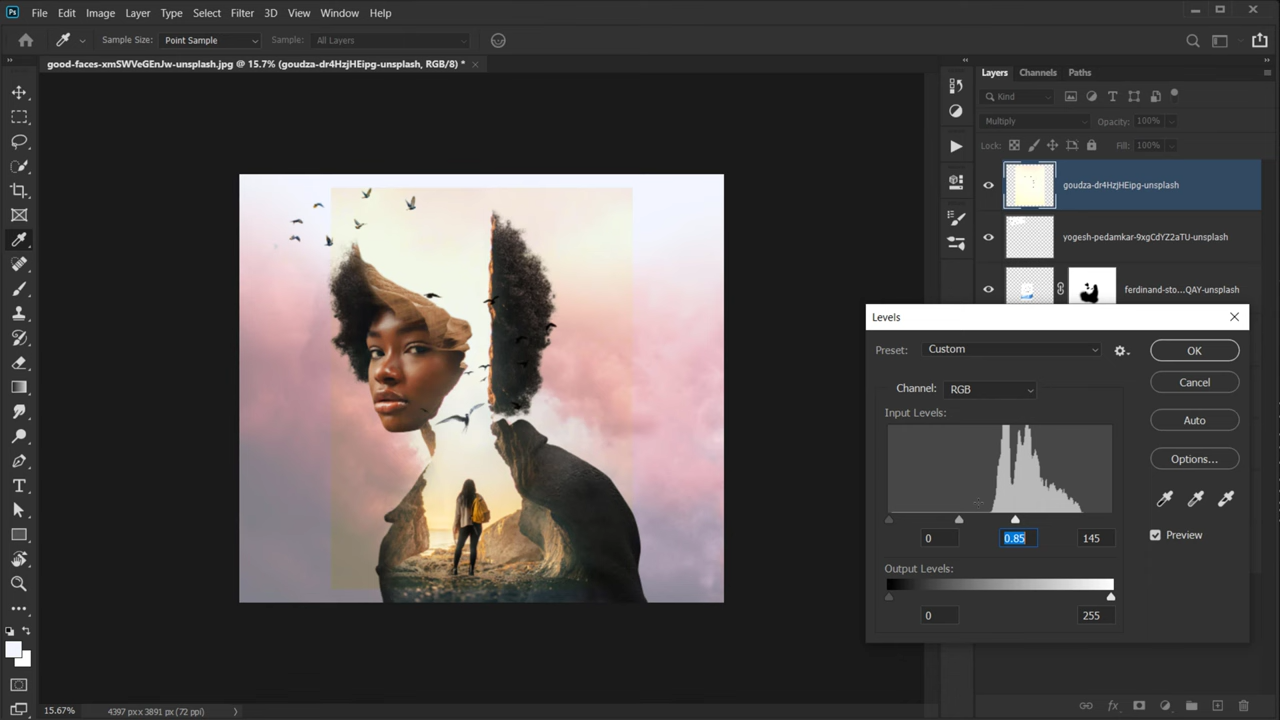 Ps File Edit Image Layer Type Select Filter 3D View Window Help
Sample Size: Point Sample Sample: All Layers
good-faces-xmSWVeGEnJw-unsplash.jpg @ 15.7% (goudza-dr4HzjHEipg-unsplash, RGB/8) *
Layers Channels Paths
Kind
Multiply Opacity: 100%
Lock: Fill: 100%
goudza-dr4HzjHEipg-unsplash
yogesh-pedamkar-9xgCdYZ2aTU-unsplash
ferdinand-sto...QAY-unsplash
Levels
Preset: Custom
OK
Channel: RGB
Cancel
Input Levels:
Auto
Options...
0 0.85 145
Preview
Output Levels:
0 255
15.67% 4397 px x 3891 px (72 ppi)